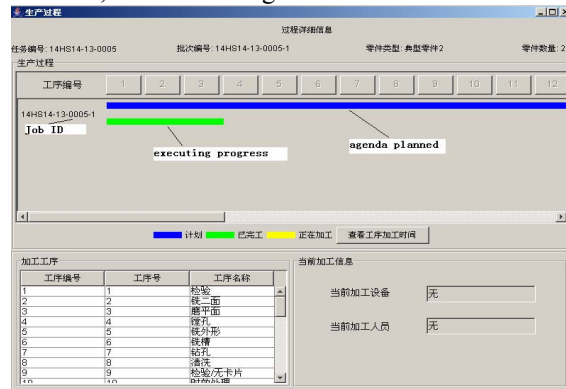 生产过程
过程详细信息
任务编号: 14HS14-13-0005 批次编号: 14HS14-13-0005-1 零件类型: 典型零件2 零件数量: 2
生产过程
工序编号 1 2 3 4 5 6 7 8 9 10 11 12
14HS14-13-0005-1
Job ID
executing progress
agenda planned
计划 已完工 正在加工 查看工序加工时间
加工工序
当前加工信息
工序编号 工序号 工序名称
1 1 检验
2 2 铣二面
3 3 磨平面
4 4 镗孔
5 5 铣外形
6 6 铣槽
7 7 钻孔
8 8 清洗
9 9 检验/无卡片
10 10 时效处理
当前加工设备 无
当前加工人员 无